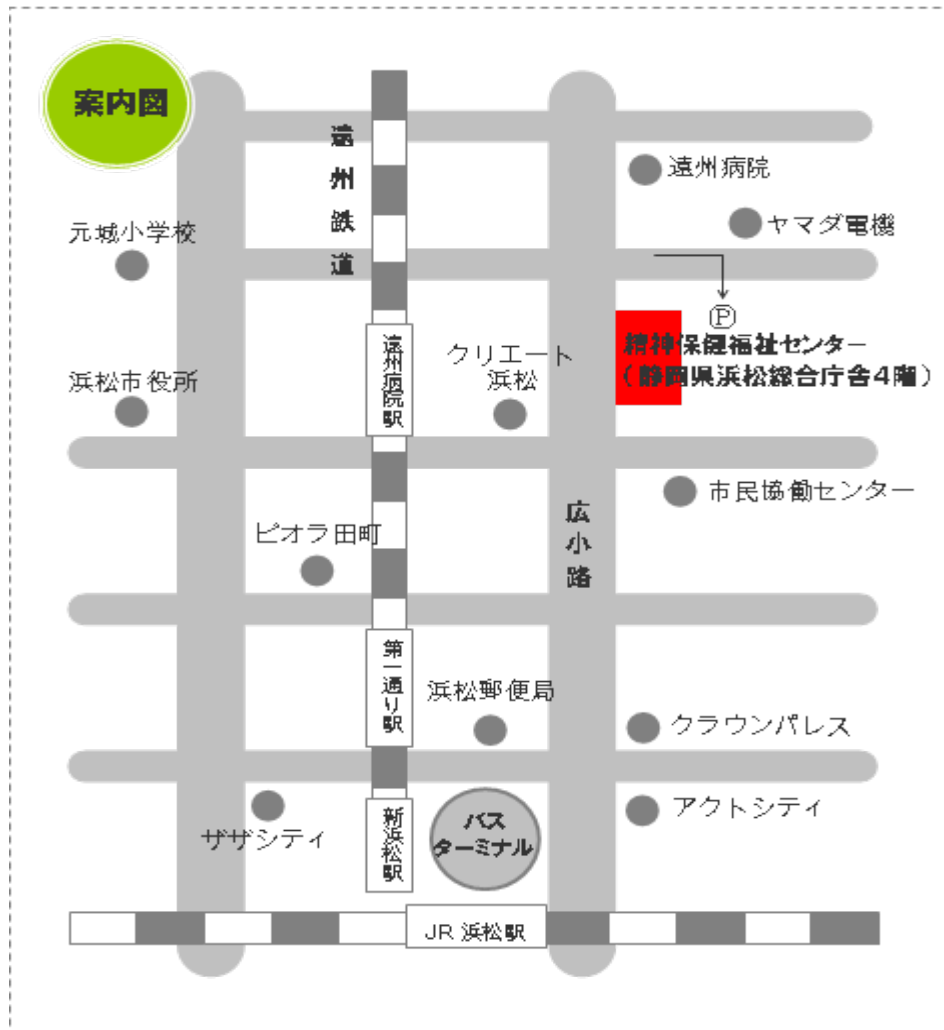 案内図
遠州鉄道
遠州病院
ヤマダ電機
元城小学校
Ⓟ
遠州病院駅
クリエート
浜松
精神保健福祉センター
(静岡県浜松総合庁舎4階)
浜松市役所
市民協働センター
広小路
ビオラ田町
第一通り駅
浜松郵便局
クラウンパレス
アクトシティ
ザザシティ
新浜松駅
バス
ターミナル
JR 浜松駅